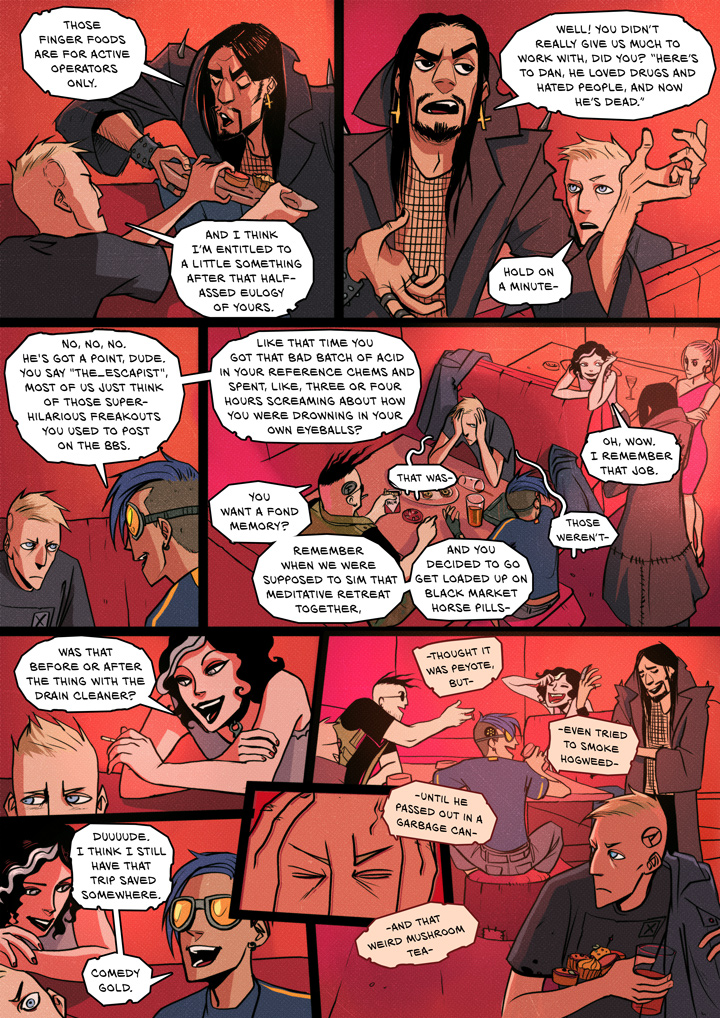 THOSE
FINGER FOODS
ARE FOR ACTIVE
OPERATORS
ONLY.
AND I THINK
I'M ENTITLED TO
A LITTLE SOMETHING
AFTER THAT HALF-
ASSED EULOGY
OF YOURS.
WELL! YOU DIDN'T
REALLY GIVE US MUCH TO
WORK WITH, DID YOU? "HERE'S
TO DAN, HE LOVED DRUGS AND
HATED PEOPLE, AND NOW
HE'S DEAD."
HOLD ON
A MINUTE-
NO, NO, NO.
HE'S GOT A POINT, DUDE.
YOU SAY "THE_ESCAPIST",
MOST OF US JUST THINK
OF THOSE SUPER-
HILARIOUS FREAKOUTS
YOU USED TO POST
ON THE BBS.
LIKE THAT TIME YOU
GOT THAT BAD BATCH OF ACID
IN YOUR REFERENCE CHEMS AND
SPENT, LIKE, THREE OR FOUR
HOURS SCREAMING ABOUT HOW
YOU WERE DROWNING IN YOUR
OWN EYEBALLS?
THAT WAS-
OH, WOW.
I REMEMBER
THAT JOB.
YOU
WANT A FOND
MEMORY?
THOSE
WEREN'T-
REMEMBER
WHEN WE WERE
SUPPOSED TO SIM THAT
MEDITATIVE RETREAT
TOGETHER,
AND YOU
DECIDED TO GO
GET LOADED UP ON
BLACK MARKET
HORSE PILLS-
WAS THAT
BEFORE OR AFTER
THE THING WITH THE
DRAIN CLEANER?
-THOUGHT IT
WAS PEYOTE,
BUT-
-EVEN TRIED
TO SMOKE
HOGWEED-
-UNTIL HE
PASSED OUT IN A
GARBAGE CAN-
DUUUUDE.
I THINK I STILL
HAVE THAT
TRIP SAVED
SOMEWHERE.
COMEDY
GOLD.
-AND THAT
WEIRD MUSHROOM
TEA-